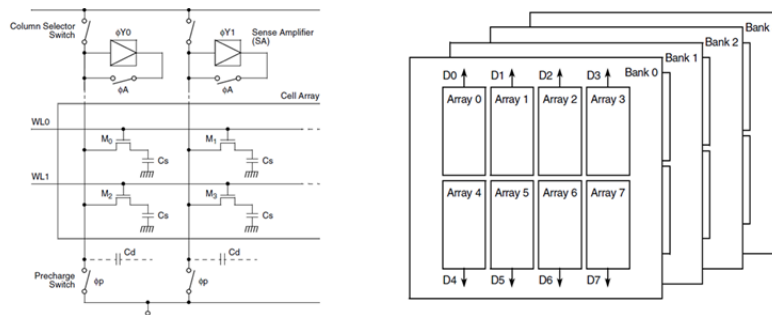 Column Selector
Switch
ϕY0
ϕY1
Sense Amplifier
(SA)
ϕA
ϕA
Cell Array
WL0
M0
M1
Cs
Cs
WL1
M2
M3
Cs
Cs
Cd
Cd
Precharge
Switch
ϕp
ϕp
Bank
Bank 2
Bank 1
Bank 0
D0 D1 D2 D3
Array 0 Array 1 Array 2 Array 3
Array 4 Array 5 Array 6 Array 7
D4 D5 D6 D7